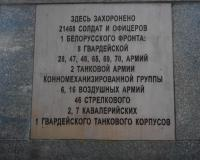 ЗДЕСЬ ЗАХОРОНЕНО
21468 СОЛДАТ И ОФИЦЕРОВ
1 БЕЛОРУССКОГО ФРОНТА:
8 ГВАРДЕЙСКОЙ
28, 47, 48, 65, 69, 70, АРМИЙ
2 ТАНКОВОЙ АРМИИ
КОННОМЕХАНИЗИРОВАННОЙ ГРУППЫ
6, 16 ВОЗДУШНЫХ АРМИЙ
46 СТРЕЛКОВОГО
2, 7 КАВАЛЕРИЙСКИХ
1 ГВАРДЕЙСКОГО ТАНКОВОГО КОРПУСОВ